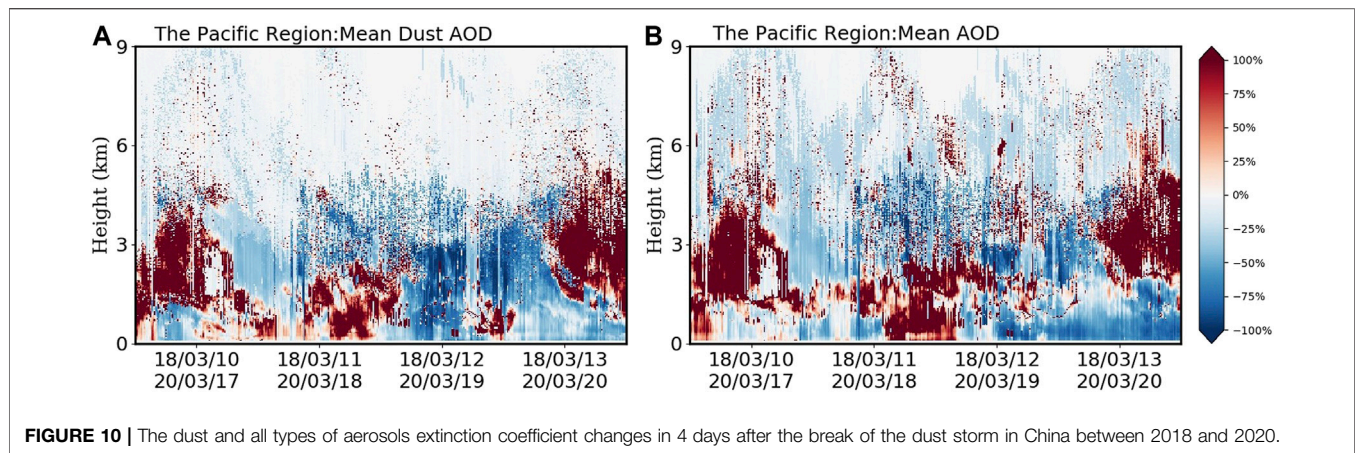 A The Pacific Region:Mean Dust AOD
B The Pacific Region:Mean AOD
Height (km)
9
6
3
0
18/03/10 18/03/11 18/03/12 18/03/13
20/03/17 20/03/18 20/03/19 20/03/20
Height (km)
9
6
3
0
18/03/10 18/03/11 18/03/12 18/03/13
20/03/17 20/03/18 20/03/19 20/03/20
100%
75%
50%
25%
0%
−25%
−50%
−75%
−100%
FIGURE 10 | The dust and all types of aerosols extinction coefficient changes in 4 days after the break of the dust storm in China between 2018 and 2020.